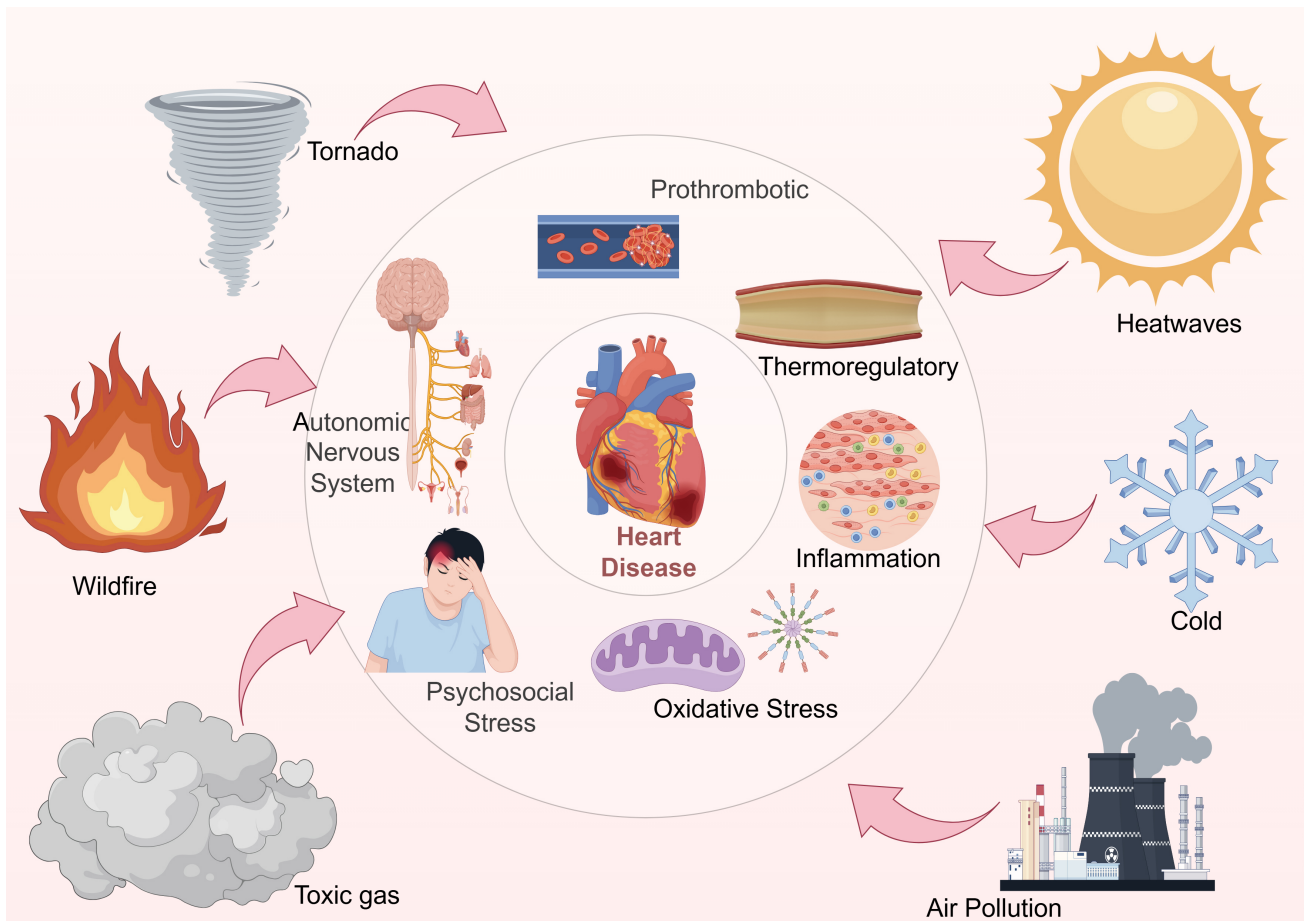 Tornado
Prothrombotic
Heatwaves
Thermoregulatory
Autonomic
Nervous
System
Wildfire
Heart
Disease
Inflammation
Cold
Psychosocial
Stress
Oxidative Stress
Toxic gas
Air Pollution